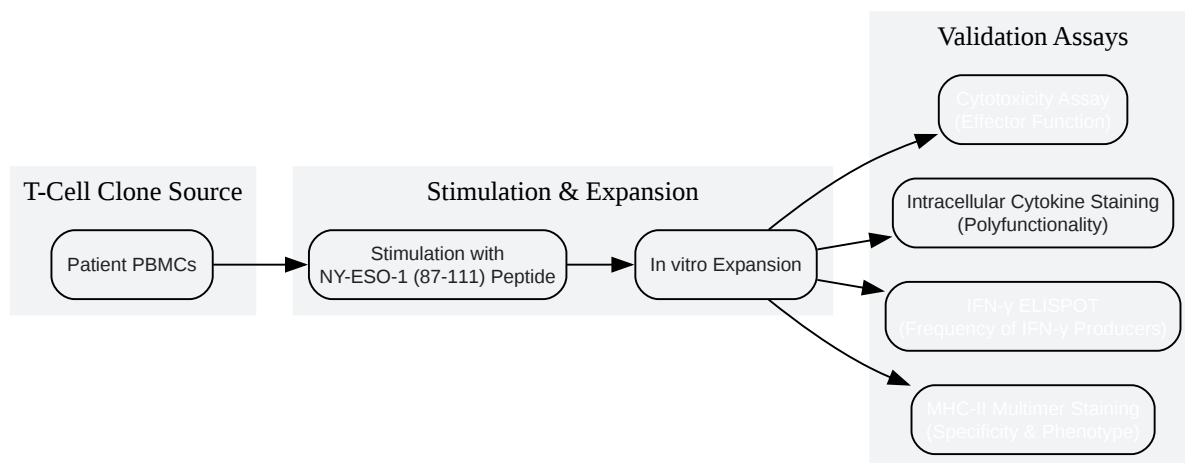 T-Cell Clone Source
Patient PBMCs
Stimulation & Expansion
Stimulation with
NY-ESO-1 (87-111) Peptide
In vitro Expansion
Validation Assays
Cytotoxicity Assay
(Effector Function)
Intracellular Cytokine Staining
(Polyfunctionality)
IFN-γ ELISPOT
(Frequency of IFN-γ Producers)
MHC-II Multimer Staining
(Specificity & Phenotype)